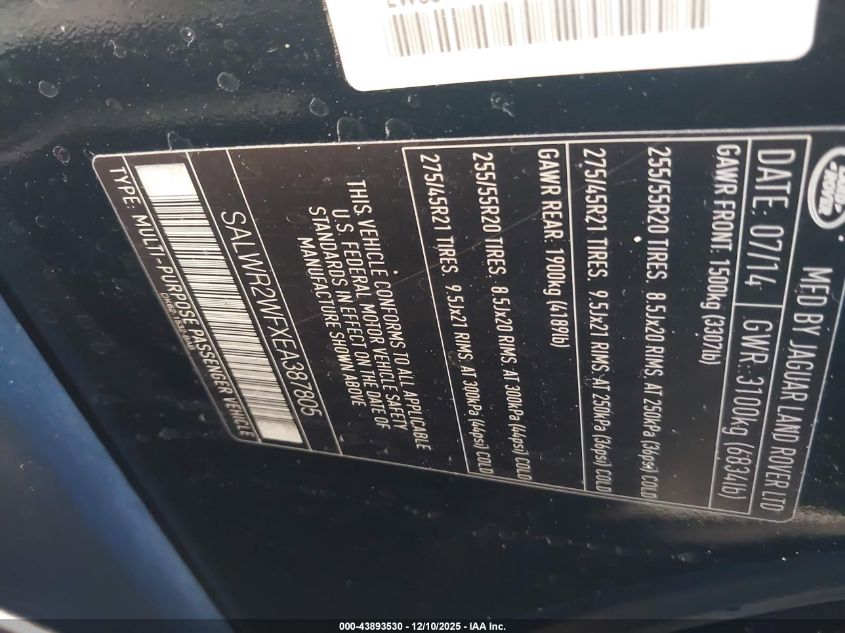 LAND ROVER
MFD BY JAGUAR LAND ROVER LTD
DATE: 07/14 GWR: 3100kg (6834lb)
GAWR FRONT: 1500kg (3307lb)
255/55R20 TIRES. 8.5Jx20 RIMS. AT 250kPa (36psi) COLD
275/45R21 TIRES. 9.5Jx21 RIMS AT 250kPa (36psi) COLD
GAWR REAR: 1900kg (4189lb)
255/55R20 TIRES. 8.5Jx20 RIMS. AT 300kPa (44psi) COLD
275/45R21 TIRES. 9.5Jx21 RIMS AT 300kPa (44psi) COLD
THIS VEHICLE CONFORMS TO ALL APPLICABLE
U.S. FEDERAL MOTOR VEHICLE SAFETY
STANDARDS IN EFFECT ON THE DATE OF
MANUFACTURE SHOWN ABOVE
SALWR2WFXEA387806
TYPE: MULTI-PURPOSE PASSENGER VEHICLE
000-43893530 - 12/10/2025 - IAA Inc.